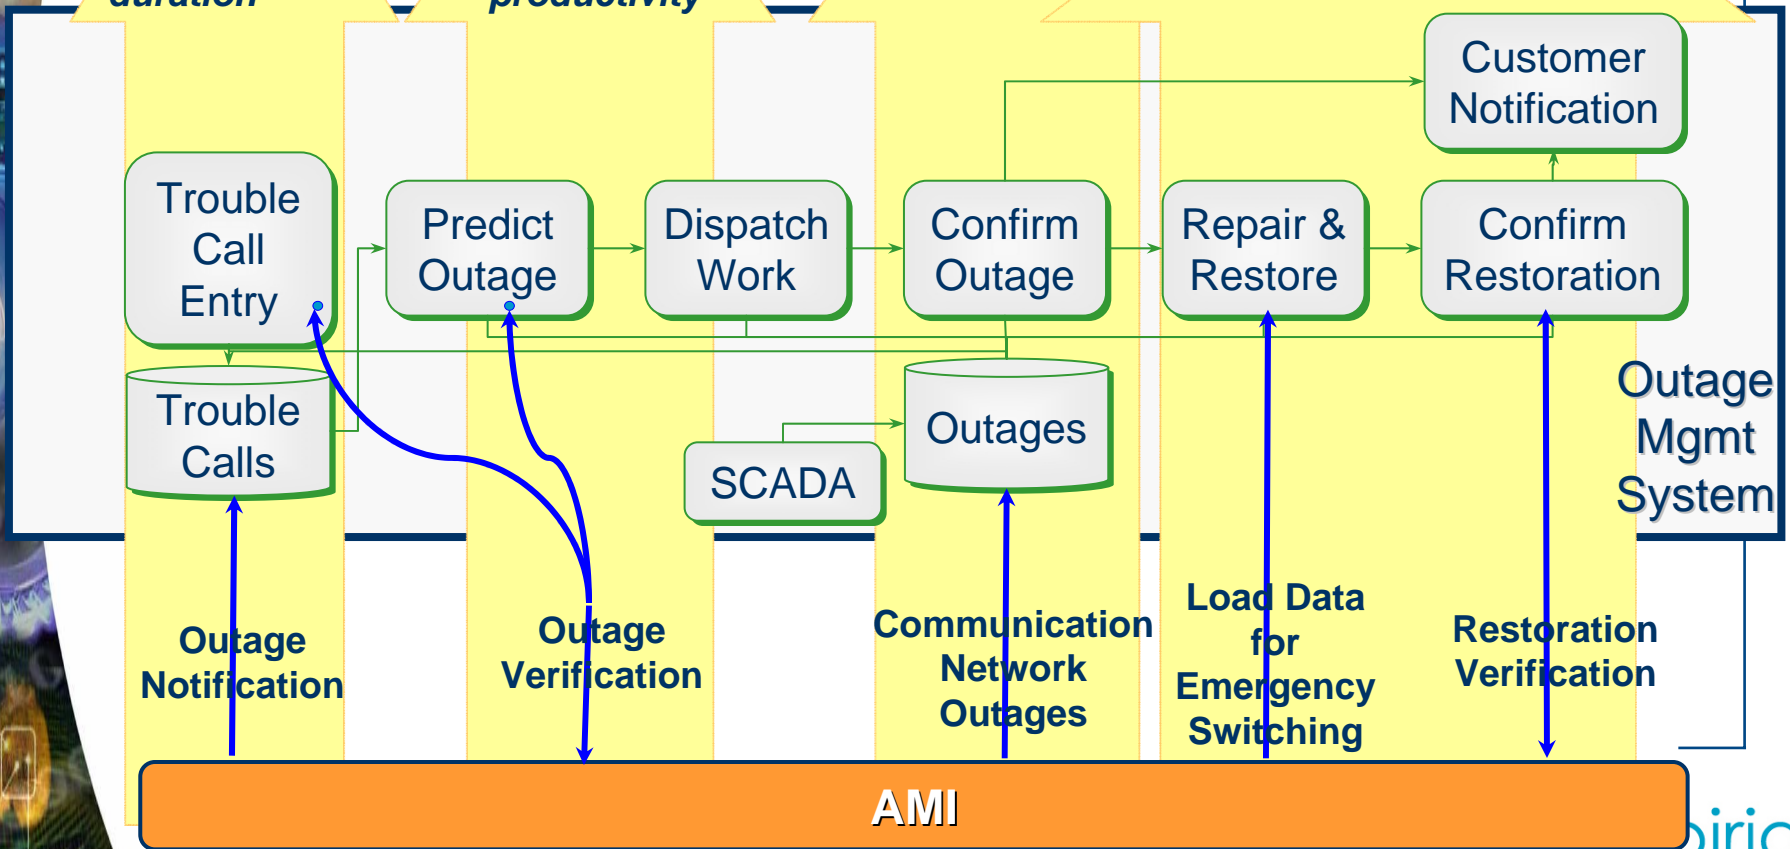 duration
productivity
Customer
Notification
Trouble
Call
Entry
Predict
Outage
Dispatch
Work
Confirm
Outage
Repair &
Restore
Confirm
Restoration
Trouble
Calls
SCADA
Outages
Outage
Mgmt
System
Outage
Notification
Outage
Verification
Communication
Network
Outages
Load Data
for
Emergency
Switching
Restoration
Verification
AMI